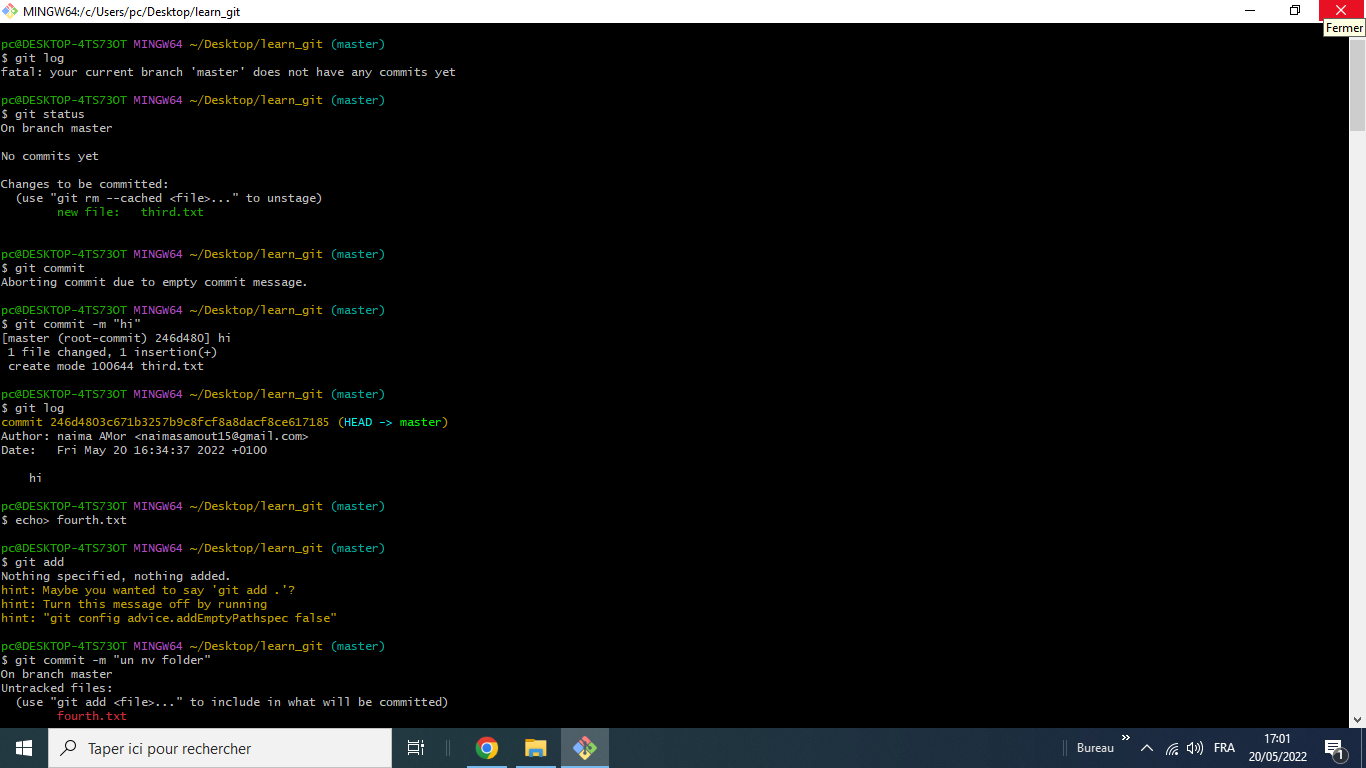 MINGW64:/c/Users/pc/Desktop/learn_git
Fermer
pc@DESKTOP-4TS73OT MINGW64 ~/Desktop/learn_git (master)
$ git log
fatal: your current branch 'master' does not have any commits yet
pc@DESKTOP-4TS73OT MINGW64 ~/Desktop/learn_git (master)
$ git status
On branch master
No commits yet
Changes to be committed:
(use "git rm --cached <file>..." to unstage)
new file:   third.txt
pc@DESKTOP-4TS73OT MINGW64 ~/Desktop/learn_git (master)
$ git commit
Aborting commit due to empty commit message.
pc@DESKTOP-4TS73OT MINGW64 ~/Desktop/learn_git (master)
$ git commit -m "hi"
[master (root-commit) 246d480] hi
1 file changed, 1 insertion(+)
create mode 100644 third.txt
pc@DESKTOP-4TS73OT MINGW64 ~/Desktop/learn_git (master)
$ git log
commit 246d4803c671b3257b9c8fcf8a8dacf8ce617185 (HEAD -> master)
Author: naima AMor <naimasamout15@gmail.com>
Date:   Fri May 20 16:34:37 2022 +0100
hi
pc@DESKTOP-4TS73OT MINGW64 ~/Desktop/learn_git (master)
$ echo> fourth.txt
pc@DESKTOP-4TS73OT MINGW64 ~/Desktop/learn_git (master)
$ git add
Nothing specified, nothing added.
hint: Maybe you wanted to say 'git add .'?
hint: Turn this message off by running
hint: "git config advice.addEmptyPathspec false"
pc@DESKTOP-4TS73OT MINGW64 ~/Desktop/learn_git (master)
$ git commit -m "un nv folder"
On branch master
Untracked files:
(use "git add <file>..." to include in what will be committed)
fourth.txt
Taper ici pour rechercher
Bureau
FRA
17:01
20/05/2022
1